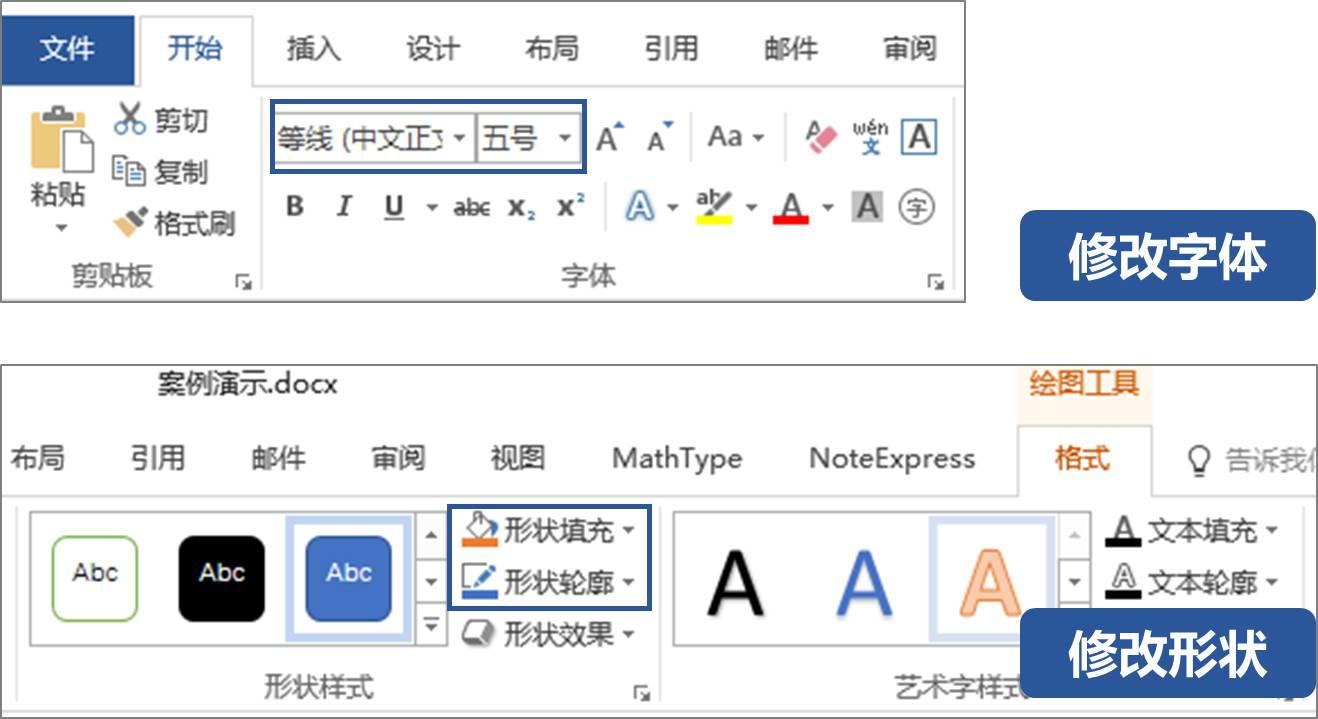 文件 开始 插入 设计 布局 引用 邮件 审阅
剪切
等线 (中文正文 五号 A A Aa wén 文 A
复制
粘贴
B I U abc x₂ x² A ab A A 字
格式刷
剪贴板 字体
修改字体
案例演示.docx 绘图工具
布局 引用 邮件 审阅 视图 MathType NoteExpress 格式 告诉我
Abc Abc Abc 形状填充 A A A A 文本填充
形状轮廓 A 文本轮廓
形状效果
修改形状
形状样式 艺术字样式